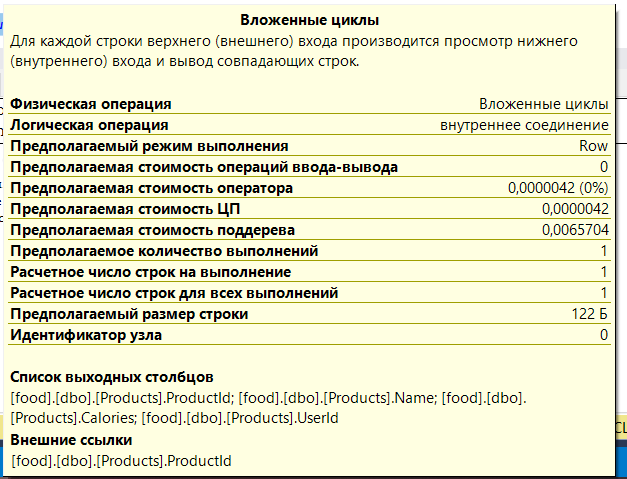 Вложенные циклы
Для каждой строки верхнего (внешнего) входа производится просмотр нижнего
(внутреннего) входа и вывод совпадающих строк.
Физическая операция Вложенные циклы
Логическая операция внутреннее соединение
Предполагаемый режим выполнения Row
Предполагаемая стоимость операций ввода-вывода 0
Предполагаемая стоимость оператора 0,0000042 (0%)
Предполагаемая стоимость ЦП 0,0000042
Предполагаемая стоимость поддерева 0,0065704
Предполагаемое количество выполнений 1
Расчетное число строк на выполнение 1
Расчетное число строк для всех выполнений 1
Предполагаемый размер строки 122 Б
Идентификатор узла 0
Список выходных столбцов
[food].[dbo].[Products].ProductId; [food].[dbo].[Products].Name; [food].[dbo].
[Products].Calories; [food].[dbo].[Products].UserId
Внешние ссылки
[food].[dbo].[Products].ProductId